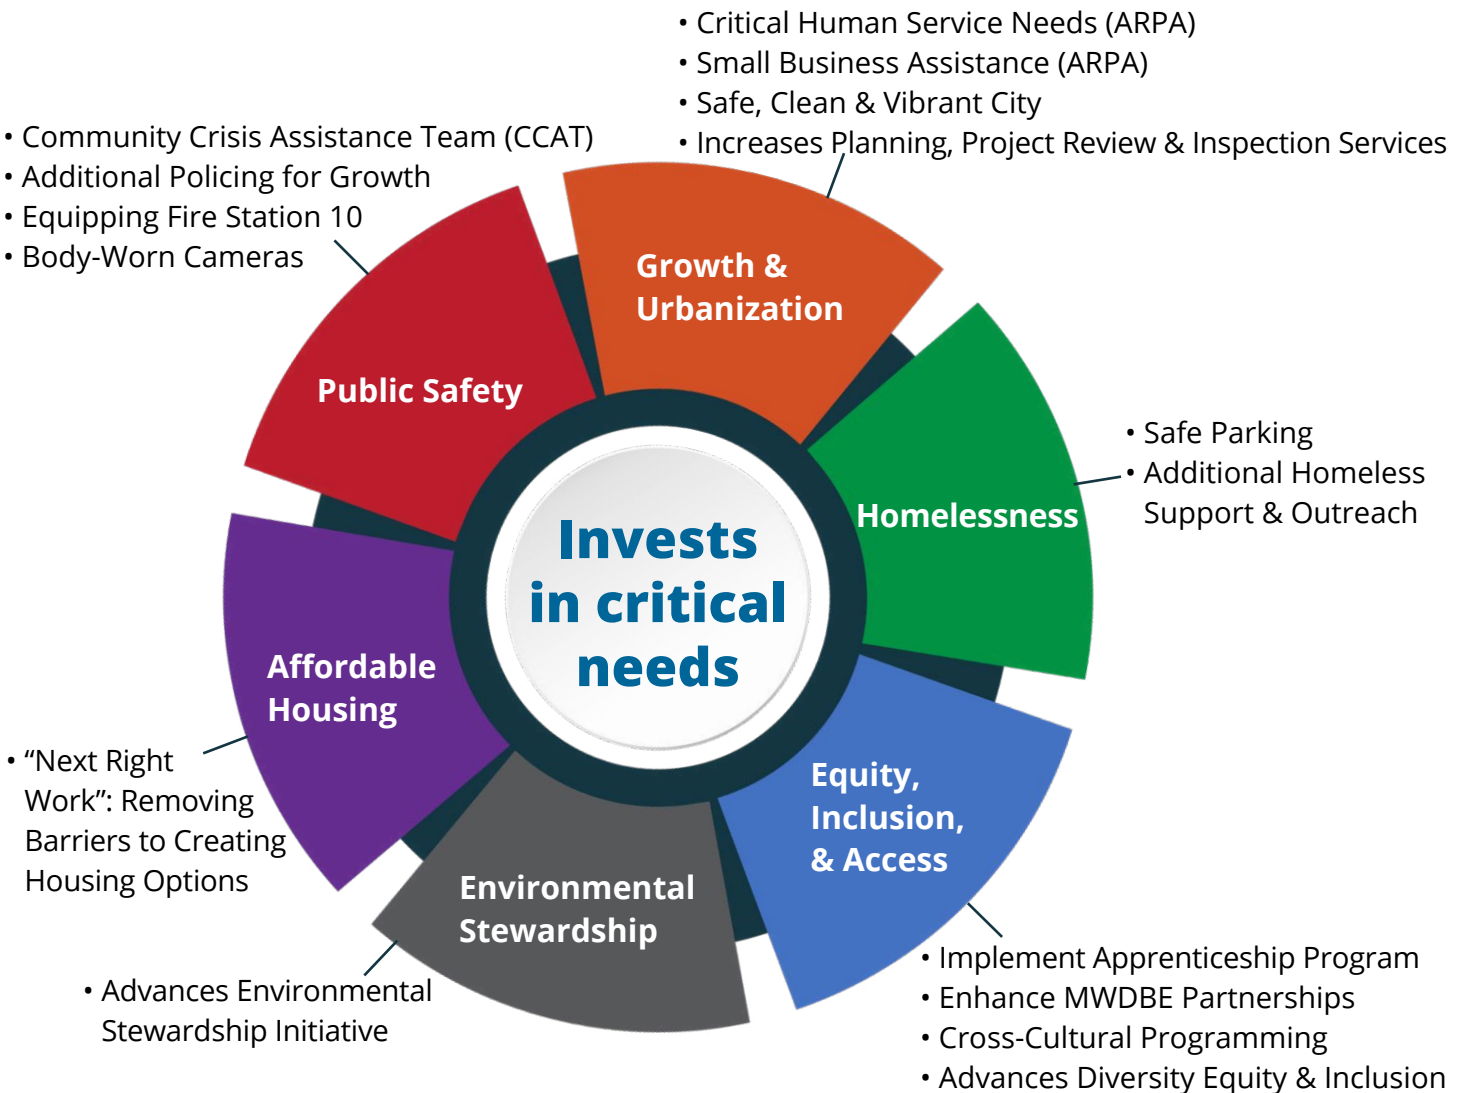 • Critical Human Service Needs (ARPA)
• Small Business Assistance (ARPA)
• Safe, Clean & Vibrant City
• Increases Planning, Project Review & Inspection Services
• Community Crisis Assistance Team (CCAT)
• Additional Policing for Growth
• Equipping Fire Station 10
• Body-Worn Cameras
Growth &
Urbanization
Public Safety
• Safe Parking
• Additional Homeless
Support & Outreach
Homelessness
Invests
in critical
needs
Affordable
Housing
• “Next Right
Work”: Removing
Barriers to Creating
Housing Options
Equity,
Inclusion,
& Access
Environmental
Stewardship
• Advances Environmental
Stewardship Initiative
• Implement Apprenticeship Program
• Enhance MWDBE Partnerships
• Cross-Cultural Programming
• Advances Diversity Equity & Inclusion